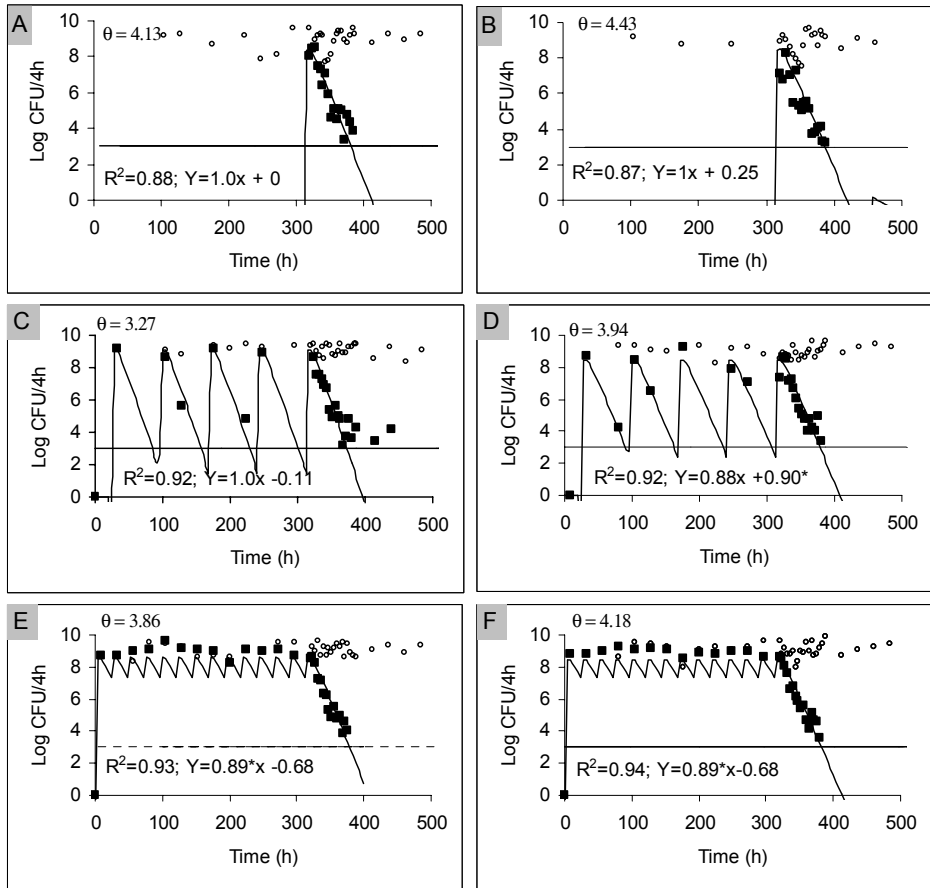 A
θ = 4.13
Log CFU/4h
10
8
6
4
2
0
R²=0.88; Y=1.0x + 0
0 100 200 300 400 500
Time (h)
B
θ = 4.43
Log CFU/4h
10
8
6
4
2
0
R²=0.87; Y=1x + 0.25
0 100 200 300 400 500
Time (h)
C
θ = 3.27
Log CFU/4h
10
8
6
4
2
0
R²=0.92; Y=1.0x -0.11
0 100 200 300 400 500
Time (h)
D
θ = 3.94
Log CFU/4h
10
8
6
4
2
0
R²=0.92; Y=0.88x +0.90*
0 100 200 300 400 500
Time (h)
E
θ = 3.86
Log CFU/4h
10
8
6
4
2
0
R²=0.93; Y=0.89*x -0.68
0 100 200 300 400 500
Time (h)
F
θ = 4.18
Log CFU/4h
10
8
6
4
2
0
R²=0.94; Y=0.89*x-0.68
0 100 200 300 400 500
Time (h)